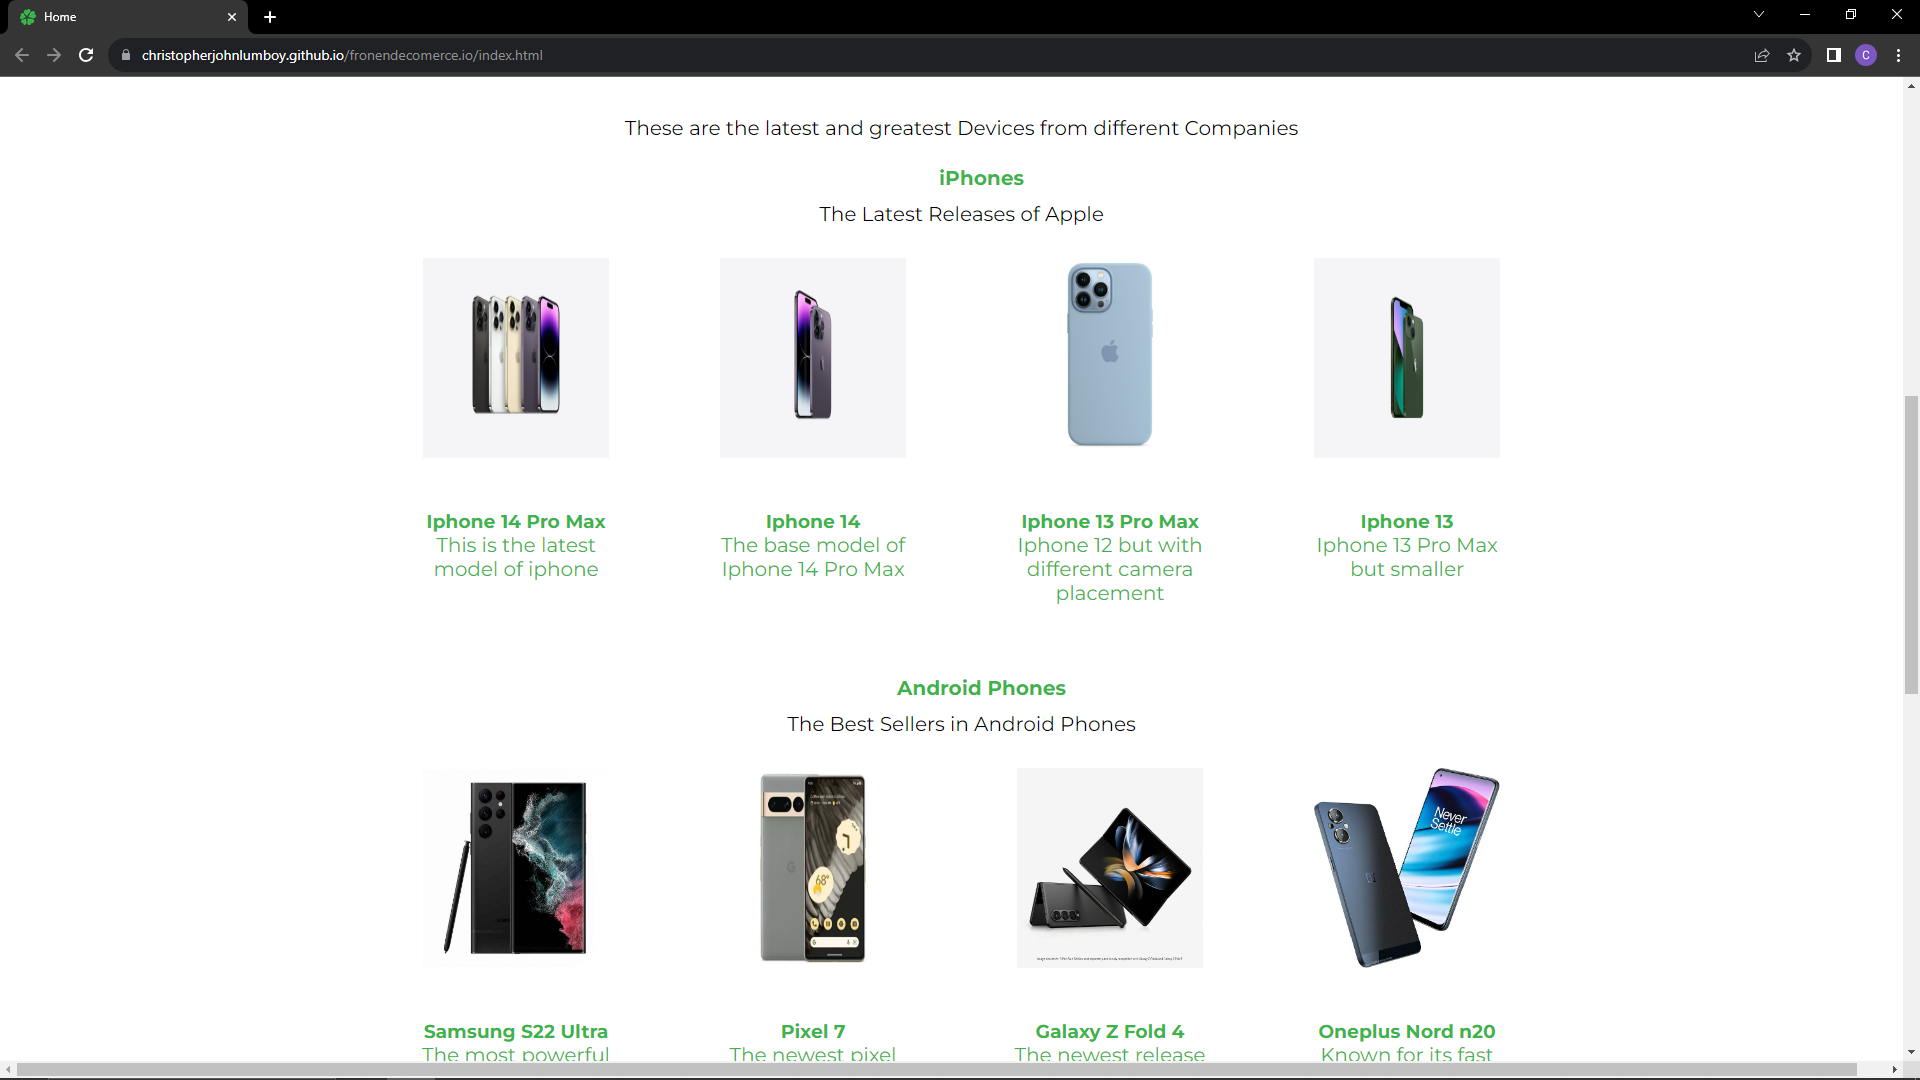 Home
christopherjohnlumboy.github.io/fronendecomerce.io/index.html
C
These are the latest and greatest Devices from different Companies
iPhones
The Latest Releases of Apple
Iphone 14 Pro Max
This is the latest
model of iphone
Iphone 14
The base model of
Iphone 14 Pro Max
Iphone 13 Pro Max
Iphone 12 but with
different camera
placement
Iphone 13
Iphone 13 Pro Max
but smaller
Android Phones
The Best Sellers in Android Phones
68°
Never
Settle
Samsung S22 Ultra
The most powerful
Pixel 7
The newest pixel
Galaxy Z Fold 4
The newest release
Oneplus Nord n20
Known for its fast